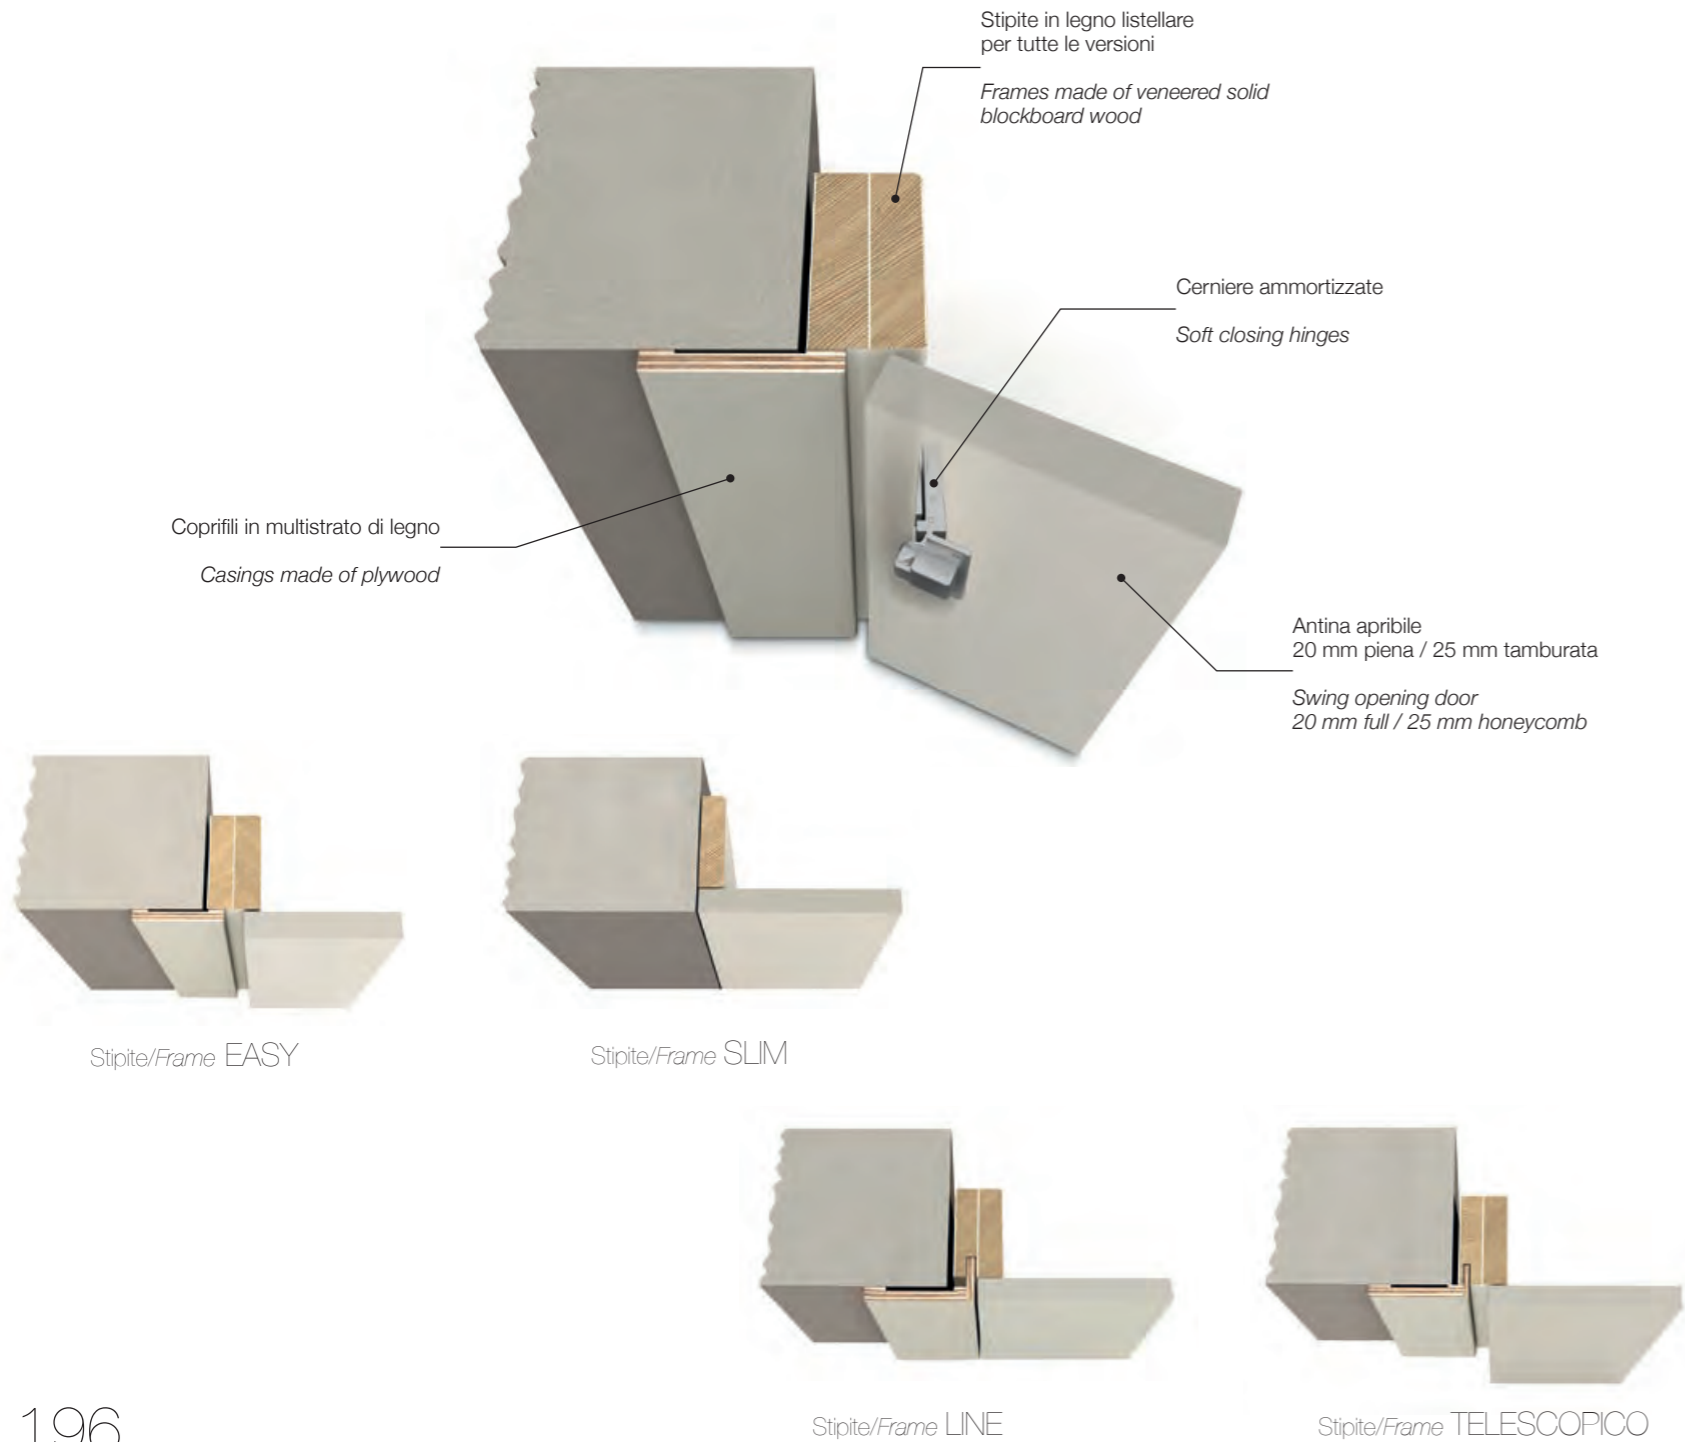 Stipite in legno listellare
per tutte le versioni
Frames made of veneered solid
blockboard wood
Cerniere ammortizzate
Soft closing hinges
Coprifili in multistrato di legno
Casings made of plywood
Antina apribile
20 mm piena / 25 mm tamburata
Swing opening door
20 mm full / 25 mm honeycomb
Stipite/Frame EASY
Stipite/Frame SLIM
Stipite/Frame LINE
Stipite/Frame TELESCOPICO
196